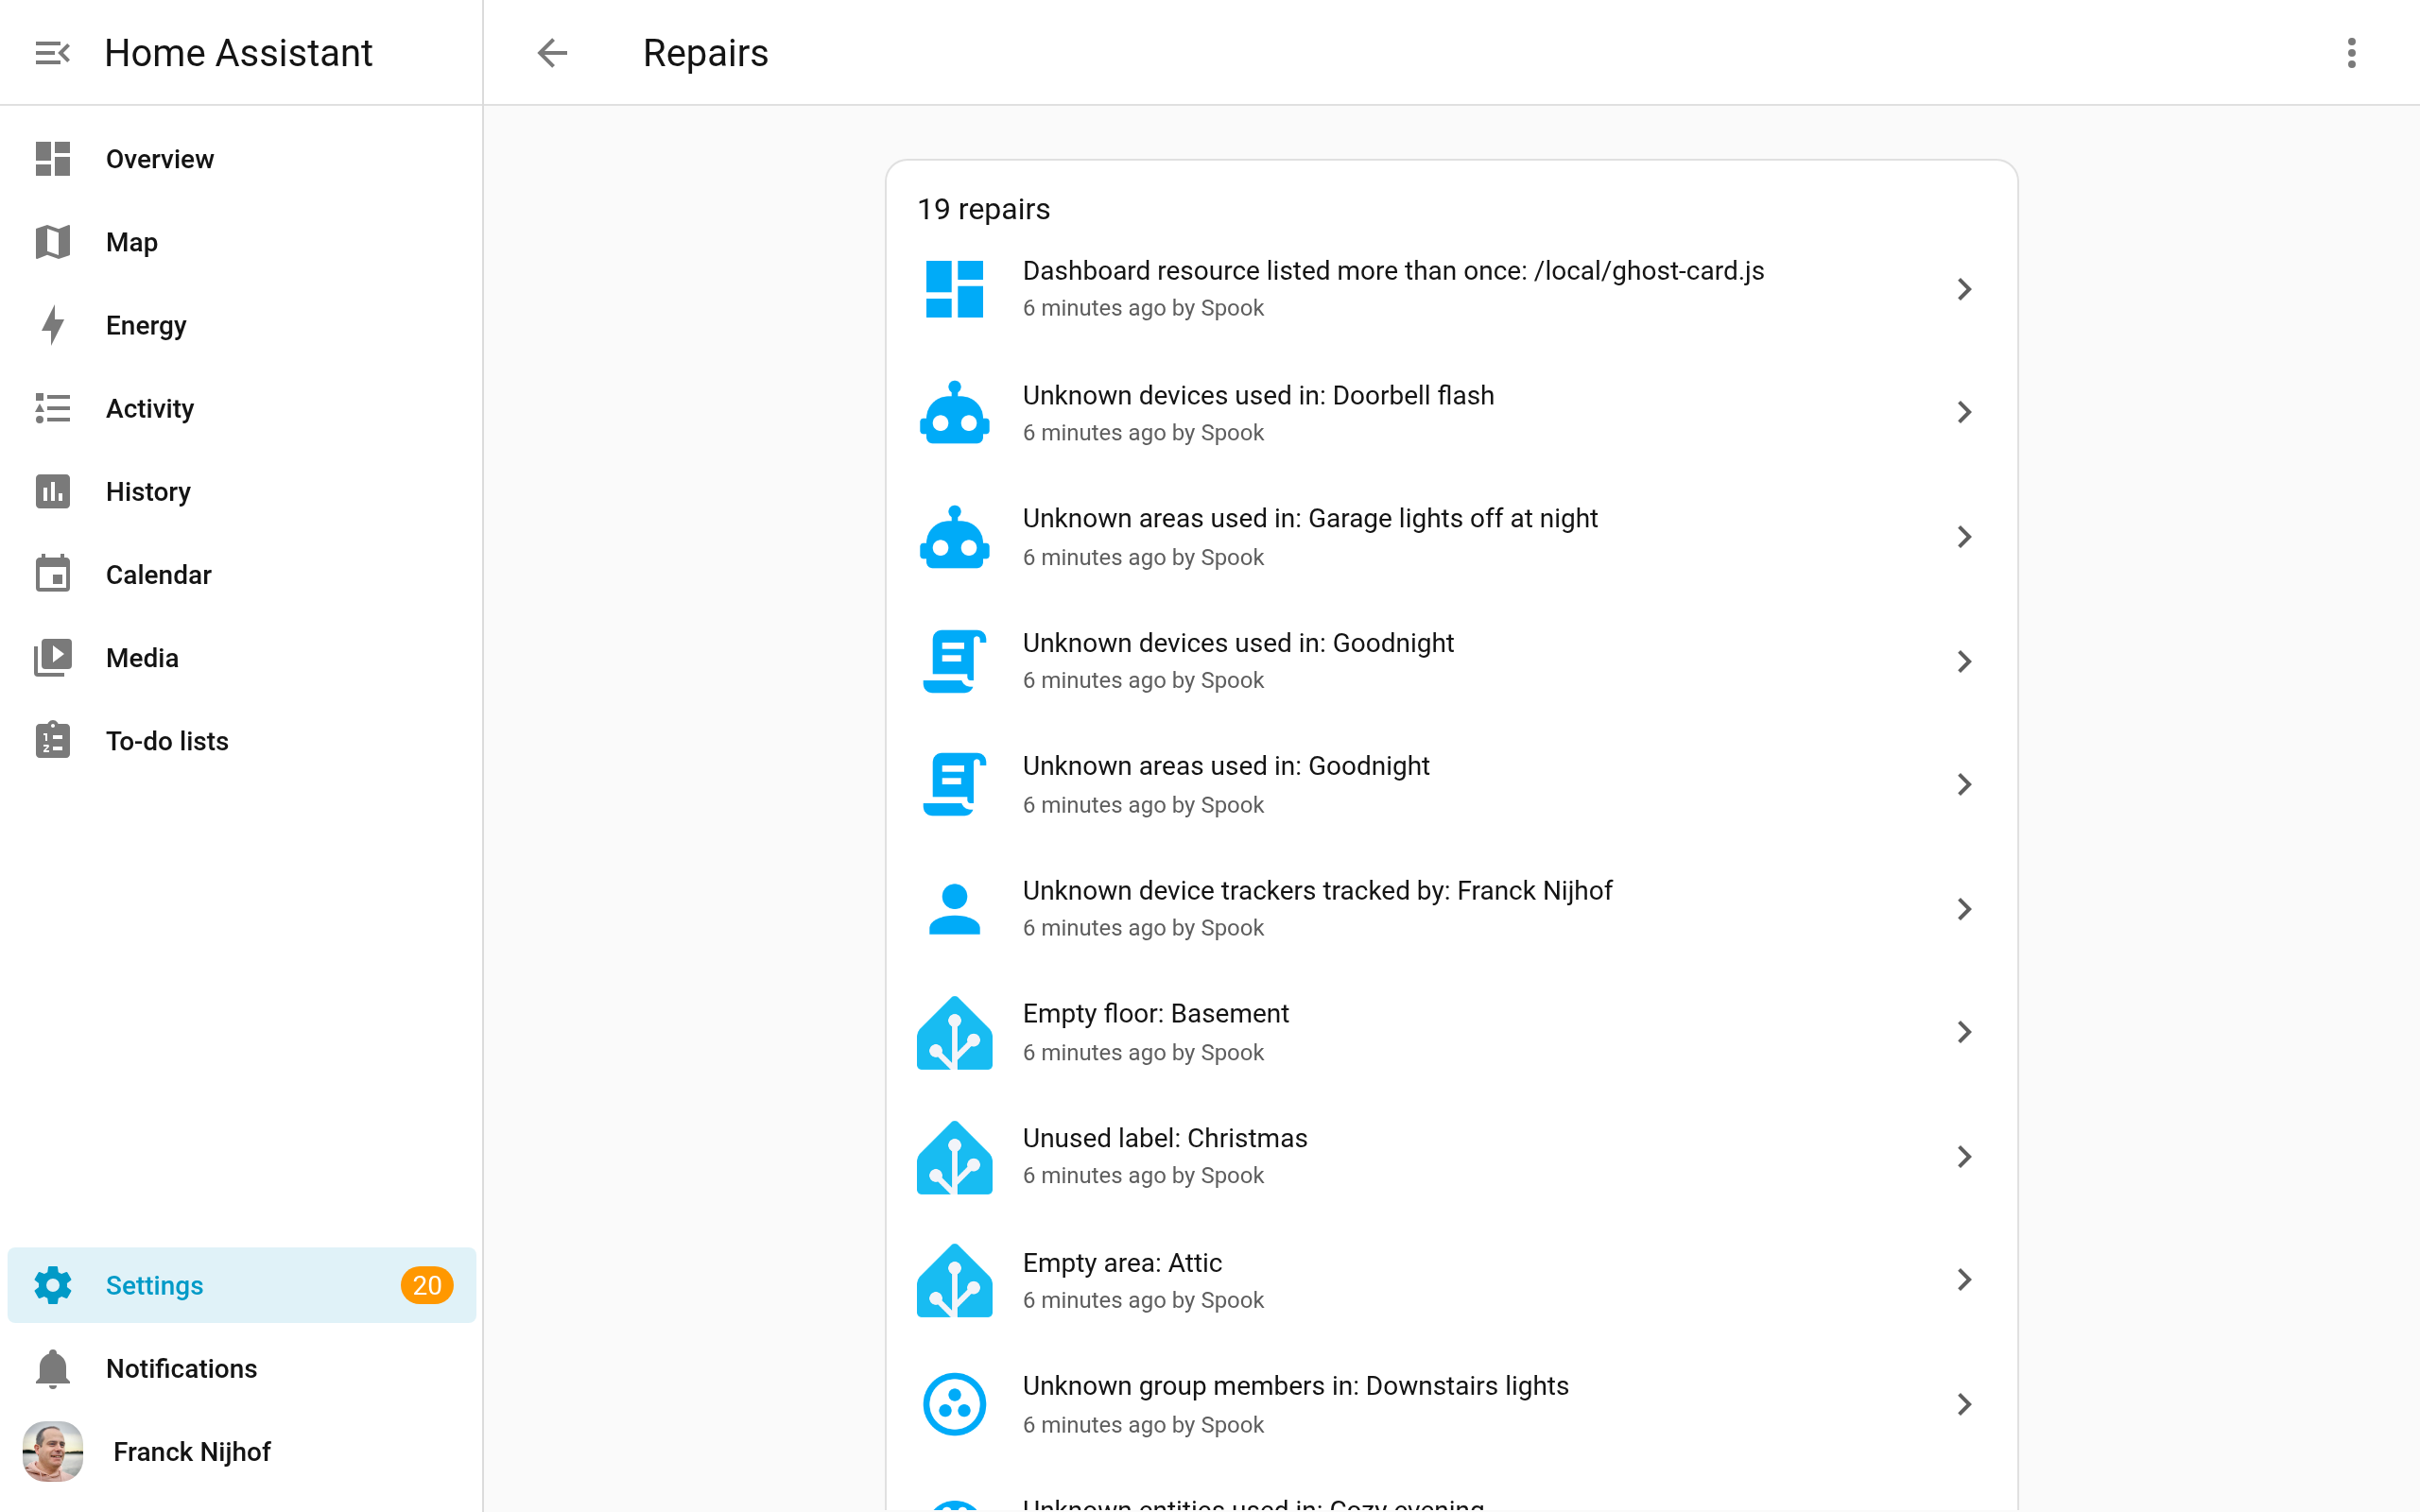 Home Assistant
Repairs
Overview
Map
Energy
Activity
History
Calendar
Media
To-do lists
Settings
20
Notifications
Franck Nijhof
19 repairs
Dashboard resource listed more than once: /local/ghost-card.js
6 minutes ago by Spook
Unknown devices used in: Doorbell flash
6 minutes ago by Spook
Unknown areas used in: Garage lights off at night
6 minutes ago by Spook
Unknown devices used in: Goodnight
6 minutes ago by Spook
Unknown areas used in: Goodnight
6 minutes ago by Spook
Unknown device trackers tracked by: Franck Nijhof
6 minutes ago by Spook
Empty floor: Basement
6 minutes ago by Spook
Unused label: Christmas
6 minutes ago by Spook
Empty area: Attic
6 minutes ago by Spook
Unknown group members in: Downstairs lights
6 minutes ago by Spook
Unknown entities used in: Cozy evening